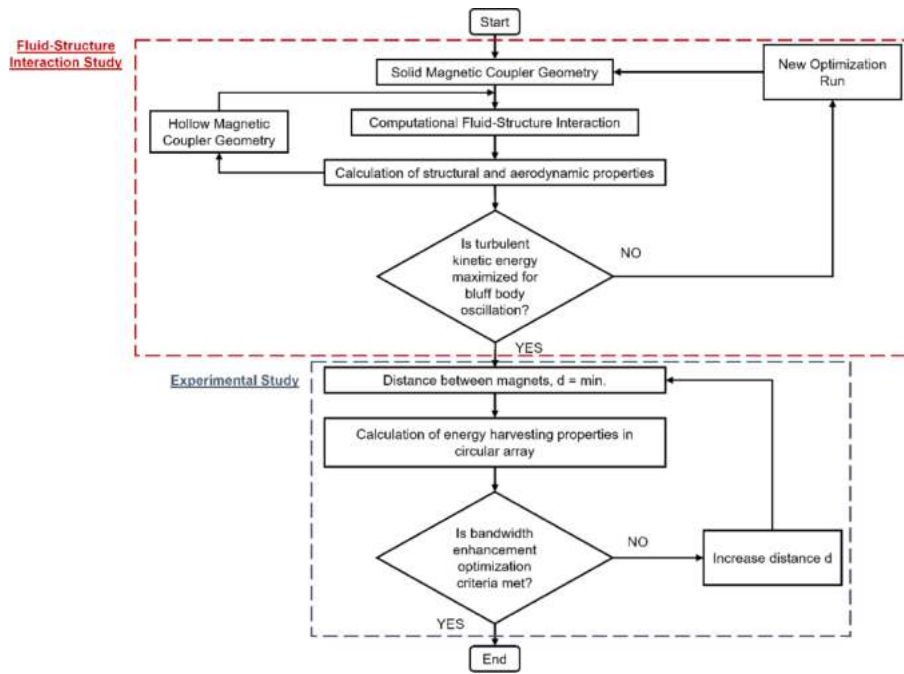 Start
Fluid-Structure
Interaction Study
Solid Magnetic Coupler Geometry
New Optimization
Run
Hollow Magnetic
Coupler Geometry
Computational Fluid-Structure Interaction
Calculation of structural and aerodynamic properties
Is turbulent
kinetic energy
maximized for
bluff body
oscillation?
NO
YES
Experimental Study
Distance between magnets, d = min.
Calculation of energy harvesting properties in
circular array
Is bandwidth
enhancement
optimization
criteria met?
NO
Increase distance d
YES
End